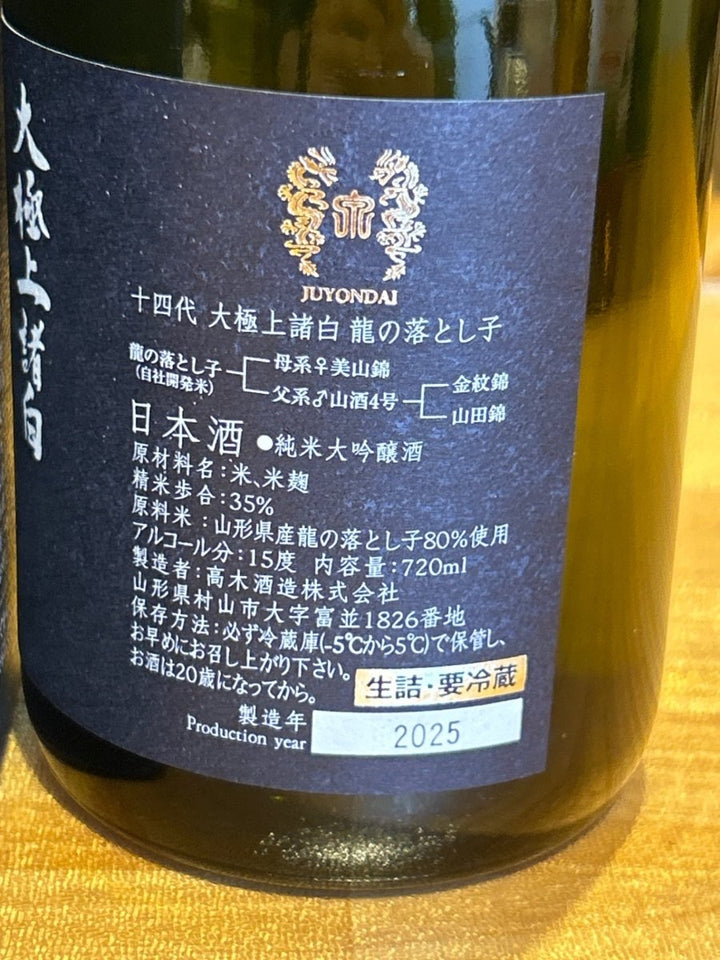 大極上諸白
JUYONDAI
十四代 大極上諸白 龍の落とし子
龍の落とし子
(自社開発米)
母系♀美山錦
父系♂山酒4号
金紋錦
山田錦
日本酒 ●純米大吟醸酒
原材料名:米、米麹
精米歩合:35%
原料米:山形県産龍の落とし子80%使用
アルコール分:15度 内容量:720ml
製造者:高木酒造株式会社
山形県村山市大字富並1826番地
保存方法:必ず冷蔵庫(-5℃から5℃)で保管し、
お早めにお召し上がり下さい。
お酒は20歳になってから。
生詰・要冷蔵
製造年
Production year
2025